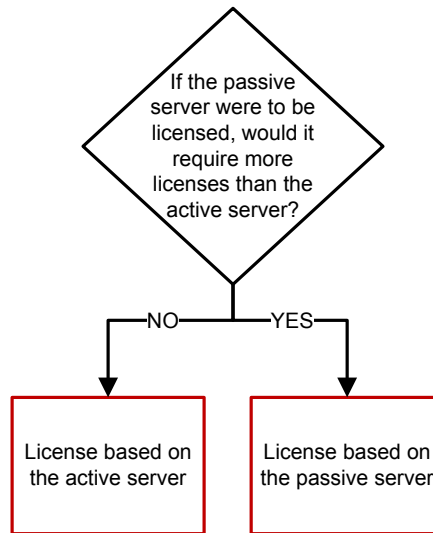 If the passive
server were to be
licensed, would it
require more
licenses than the
active server?
NO
YES
License based on
the active server
License based on
the passive server